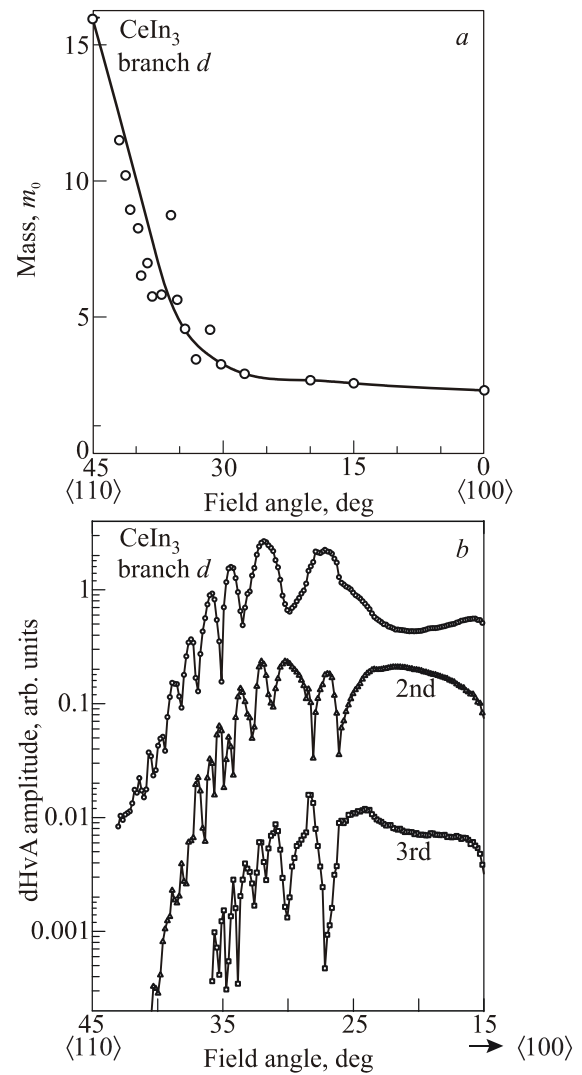 CeIn3
branch d
a
15
10
5
0
Mass, m0
45
30
15
0
⟨110⟩
Field angle, deg
⟨100⟩
CeIn3
branch d
b
1
0.1
0.01
0.001
dHvA amplitude, arb. units
2nd
3rd
45
35
25
15
⟨110⟩
Field angle, deg
⟨100⟩